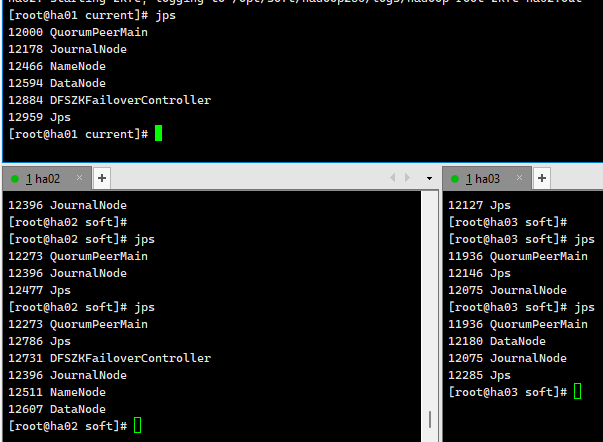 [root@ha01 current]# jps
12000 QuorumPeerMain
12178 JournalNode
12466 NameNode
12594 DataNode
12884 DFSZKFailoverController
12959 Jps
[root@ha01 current]#
1 ha02 × +
12396 JournalNode
[root@ha02 soft]#
[root@ha02 soft]# jps
12273 QuorumPeerMain
12396 JournalNode
12477 Jps
[root@ha02 soft]# jps
12273 QuorumPeerMain
12786 Jps
12731 DFSZKFailoverController
12396 JournalNode
12511 NameNode
12607 DataNode
[root@ha02 soft]#
1 ha03 × +
12127 Jps
[root@ha03 soft]#
[root@ha03 soft]# jps
11936 QuorumPeerMain
12146 Jps
12075 JournalNode
[root@ha03 soft]# jps
11936 QuorumPeerMain
12180 DataNode
12075 JournalNode
12285 Jps
[root@ha03 soft]#